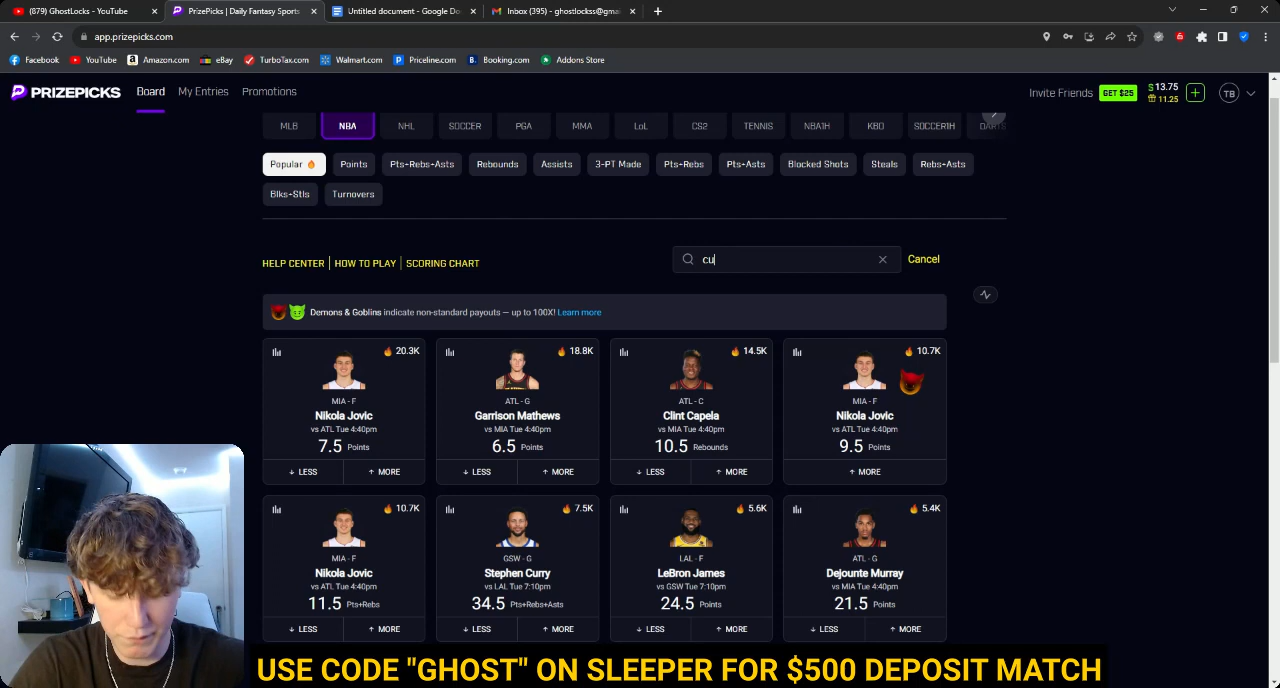 (879) GhostLocks - YouTube
PrizePicks | Daily Fantasy Sports
Untitled document - Google Do
Inbox (395) - ghostlockss@gma
app.prizepicks.com
Facebook YouTube Amazon.com eBay TurboTax.com Walmart.com Priceline.com Booking.com Addons Store
PRIZEPICKS Board My Entries Promotions Invite Friends GET $25 $ 13.75 11.25 TB
MLB NBA NHL SOCCER PGA MMA LoL CS2 TENNIS NBA1H KBO SOCCER1H DARTS
Popular Points Pts+Rebs+Asts Rebounds Assists 3-PT Made Pts+Rebs Pts+Asts Blocked Shots Steals Rebs+Asts
Blks+Stls Turnovers
HELP CENTER | HOW TO PLAY | SCORING CHART cu Cancel
Demons & Goblins indicate non-standard payouts — up to 100X! Learn more
20.3K 18.8K 14.5K 10.7K
MIA - F ATL - G ATL - C MIA - F
Nikola Jovic Garrison Mathews Clint Capela Nikola Jovic
vs ATL Tue 4:40pm vs MIA Tue 4:40pm vs MIA Tue 4:40pm vs ATL Tue 4:40pm
7.5 Points 6.5 Points 10.5 Rebounds 9.5 Points
LESS MORE LESS MORE LESS MORE MORE
10.7K 7.5K 5.6K 5.4K
MIA - F GSW - G LAL - F ATL - G
Nikola Jovic Stephen Curry LeBron James Dejounte Murray
vs ATL Tue 4:40pm vs LAL Tue 7:10pm vs GSW Tue 7:10pm vs MIA Tue 4:40pm
11.5 Pts+Rebs 34.5 Pts+Rebs+Asts 24.5 Points 21.5 Points
LESS MORE LESS MORE LESS MORE LESS MORE
USE CODE "GHOST" ON SLEEPER FOR $500 DEPOSIT MATCH